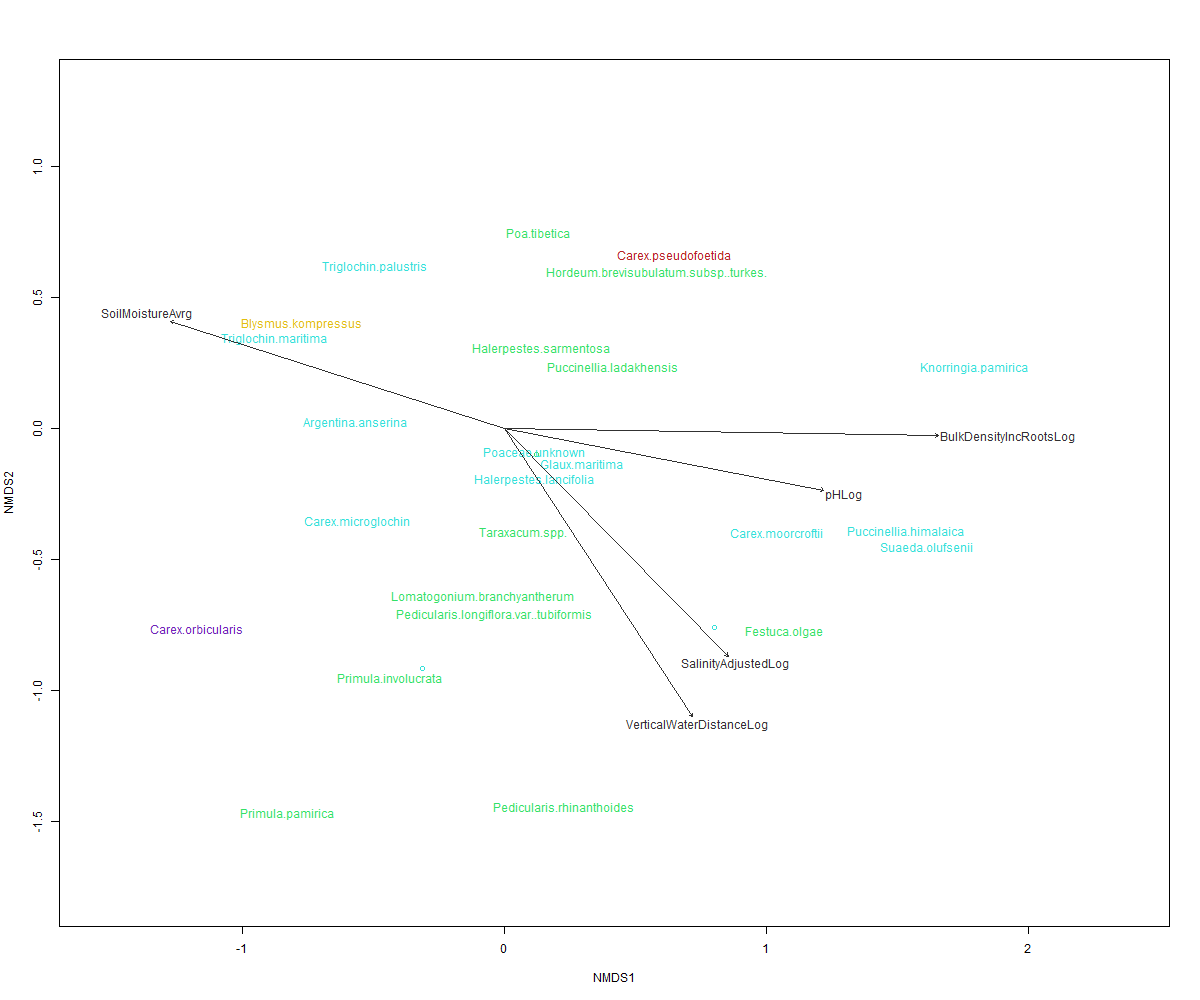 Poa.tibetica
Carex.pseudofoetida
Triglochin.palustris
Hordeum.brevisubulatum.subsp..turkes.
SoilMoistureAvrg
Blysmus.kompressus
Triglochin.maritima
Halerpestes.sarmentosa
Puccinellia.ladakhensis
Knorringia.pamirica
Argentina.anserina
BulkDensityIncRootsLog
Poaceae.unknown
Glaux.maritima
Halerpestes.lancifolia
pHLog
Carex.microglochin
Taraxacum.spp.
Carex.moorcroftii
Puccinellia.himalaica
Suaeda.olufsenii
Lomatogonium.branchyantherum
Pedicularis.longiflora.var..tubiformis
Carex.orbicularis
Festuca.olgae
SalinityAdjustedLog
Primula.involucrata
VerticalWaterDistanceLog
Primula.pamirica
Pedicularis.rhinanthoides
1.0
0.5
0.0
-0.5
-1.0
-1.5
NMDS2
-1 0 1 2
NMDS1